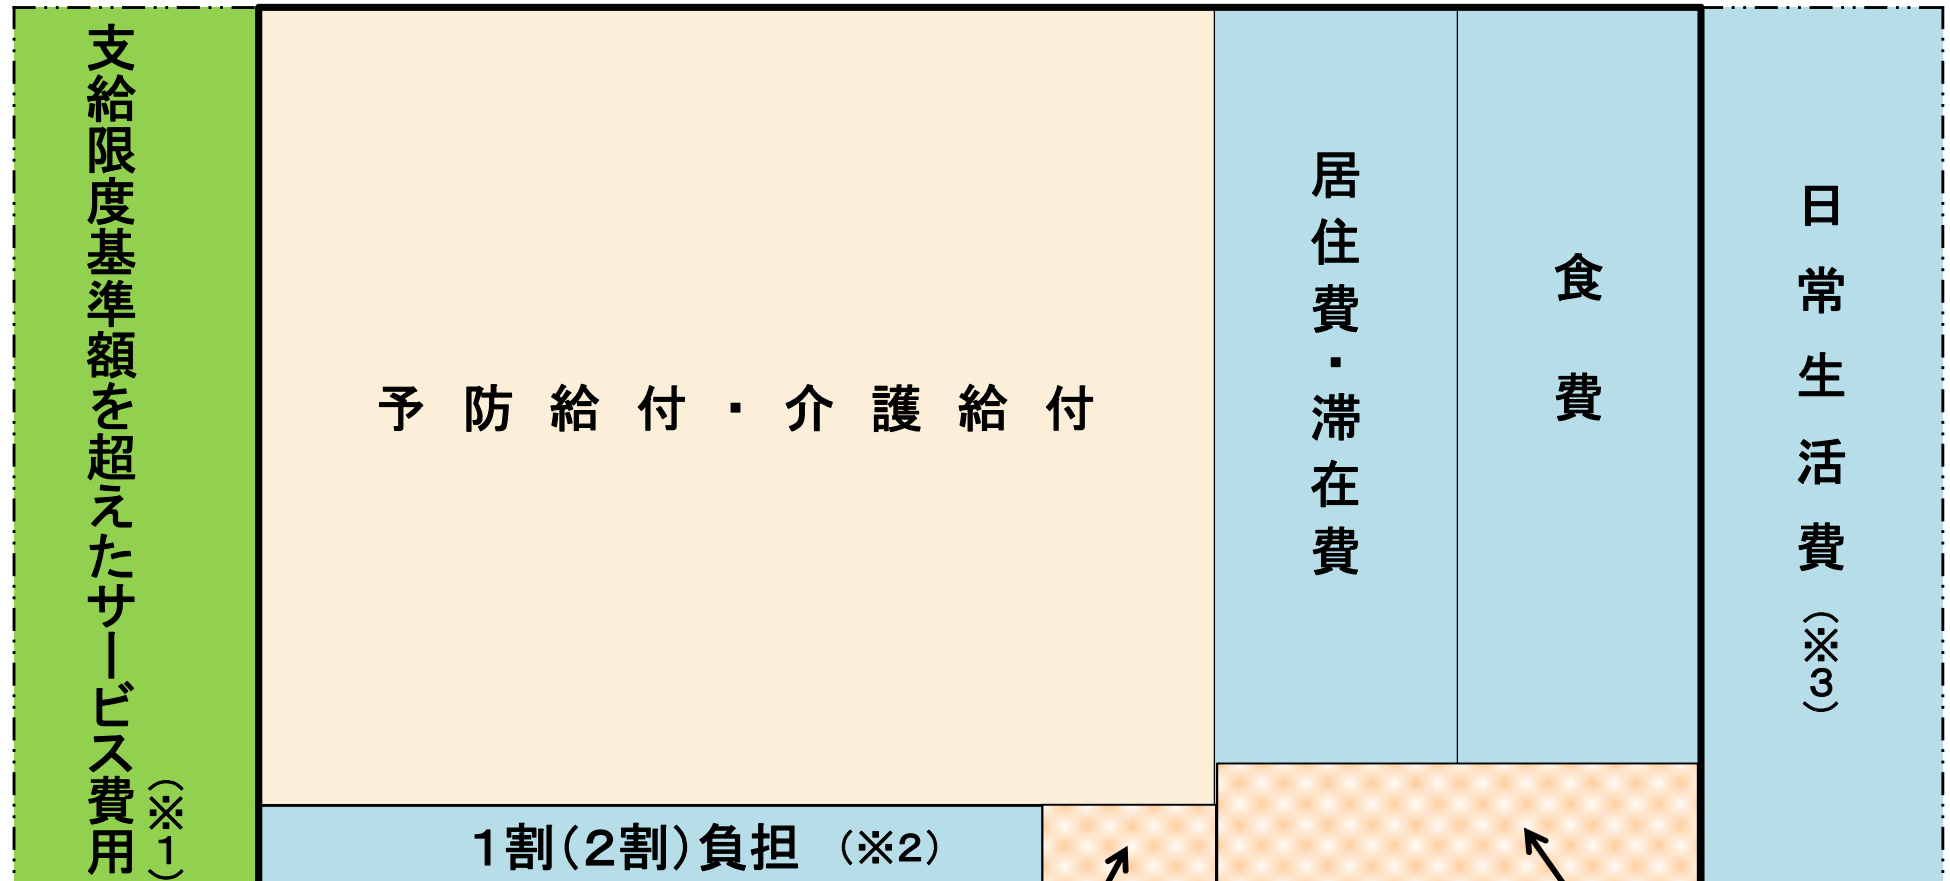 支給限度基準額を超えたサービス費用
(※1)
予防給付・介護給付
1割(2割)負担 (※2)
居住費・滞在費
食費
日常生活費(※3)